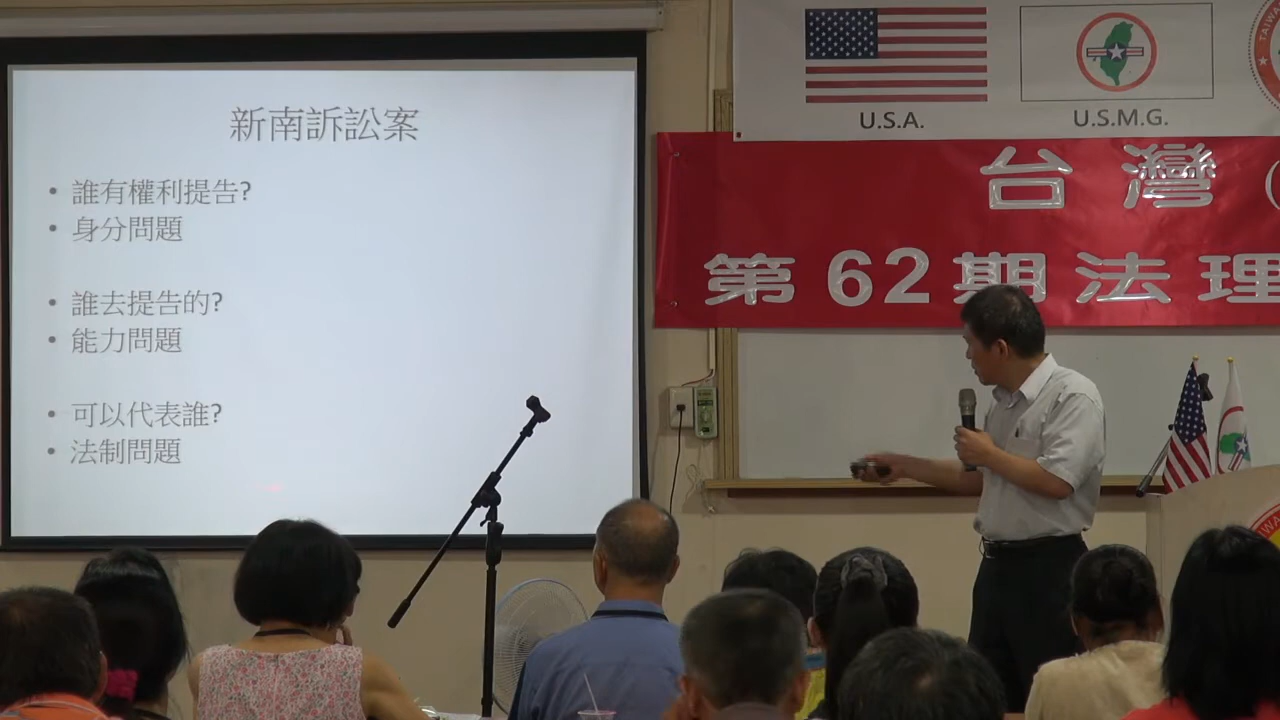 新南訴訟案
• 誰有權利提告?
• 身分問題
• 誰去提告的?
• 能力問題
• 可以代表誰?
• 法制問題
U.S.A.
U.S.M.G.
台灣
第62期法理